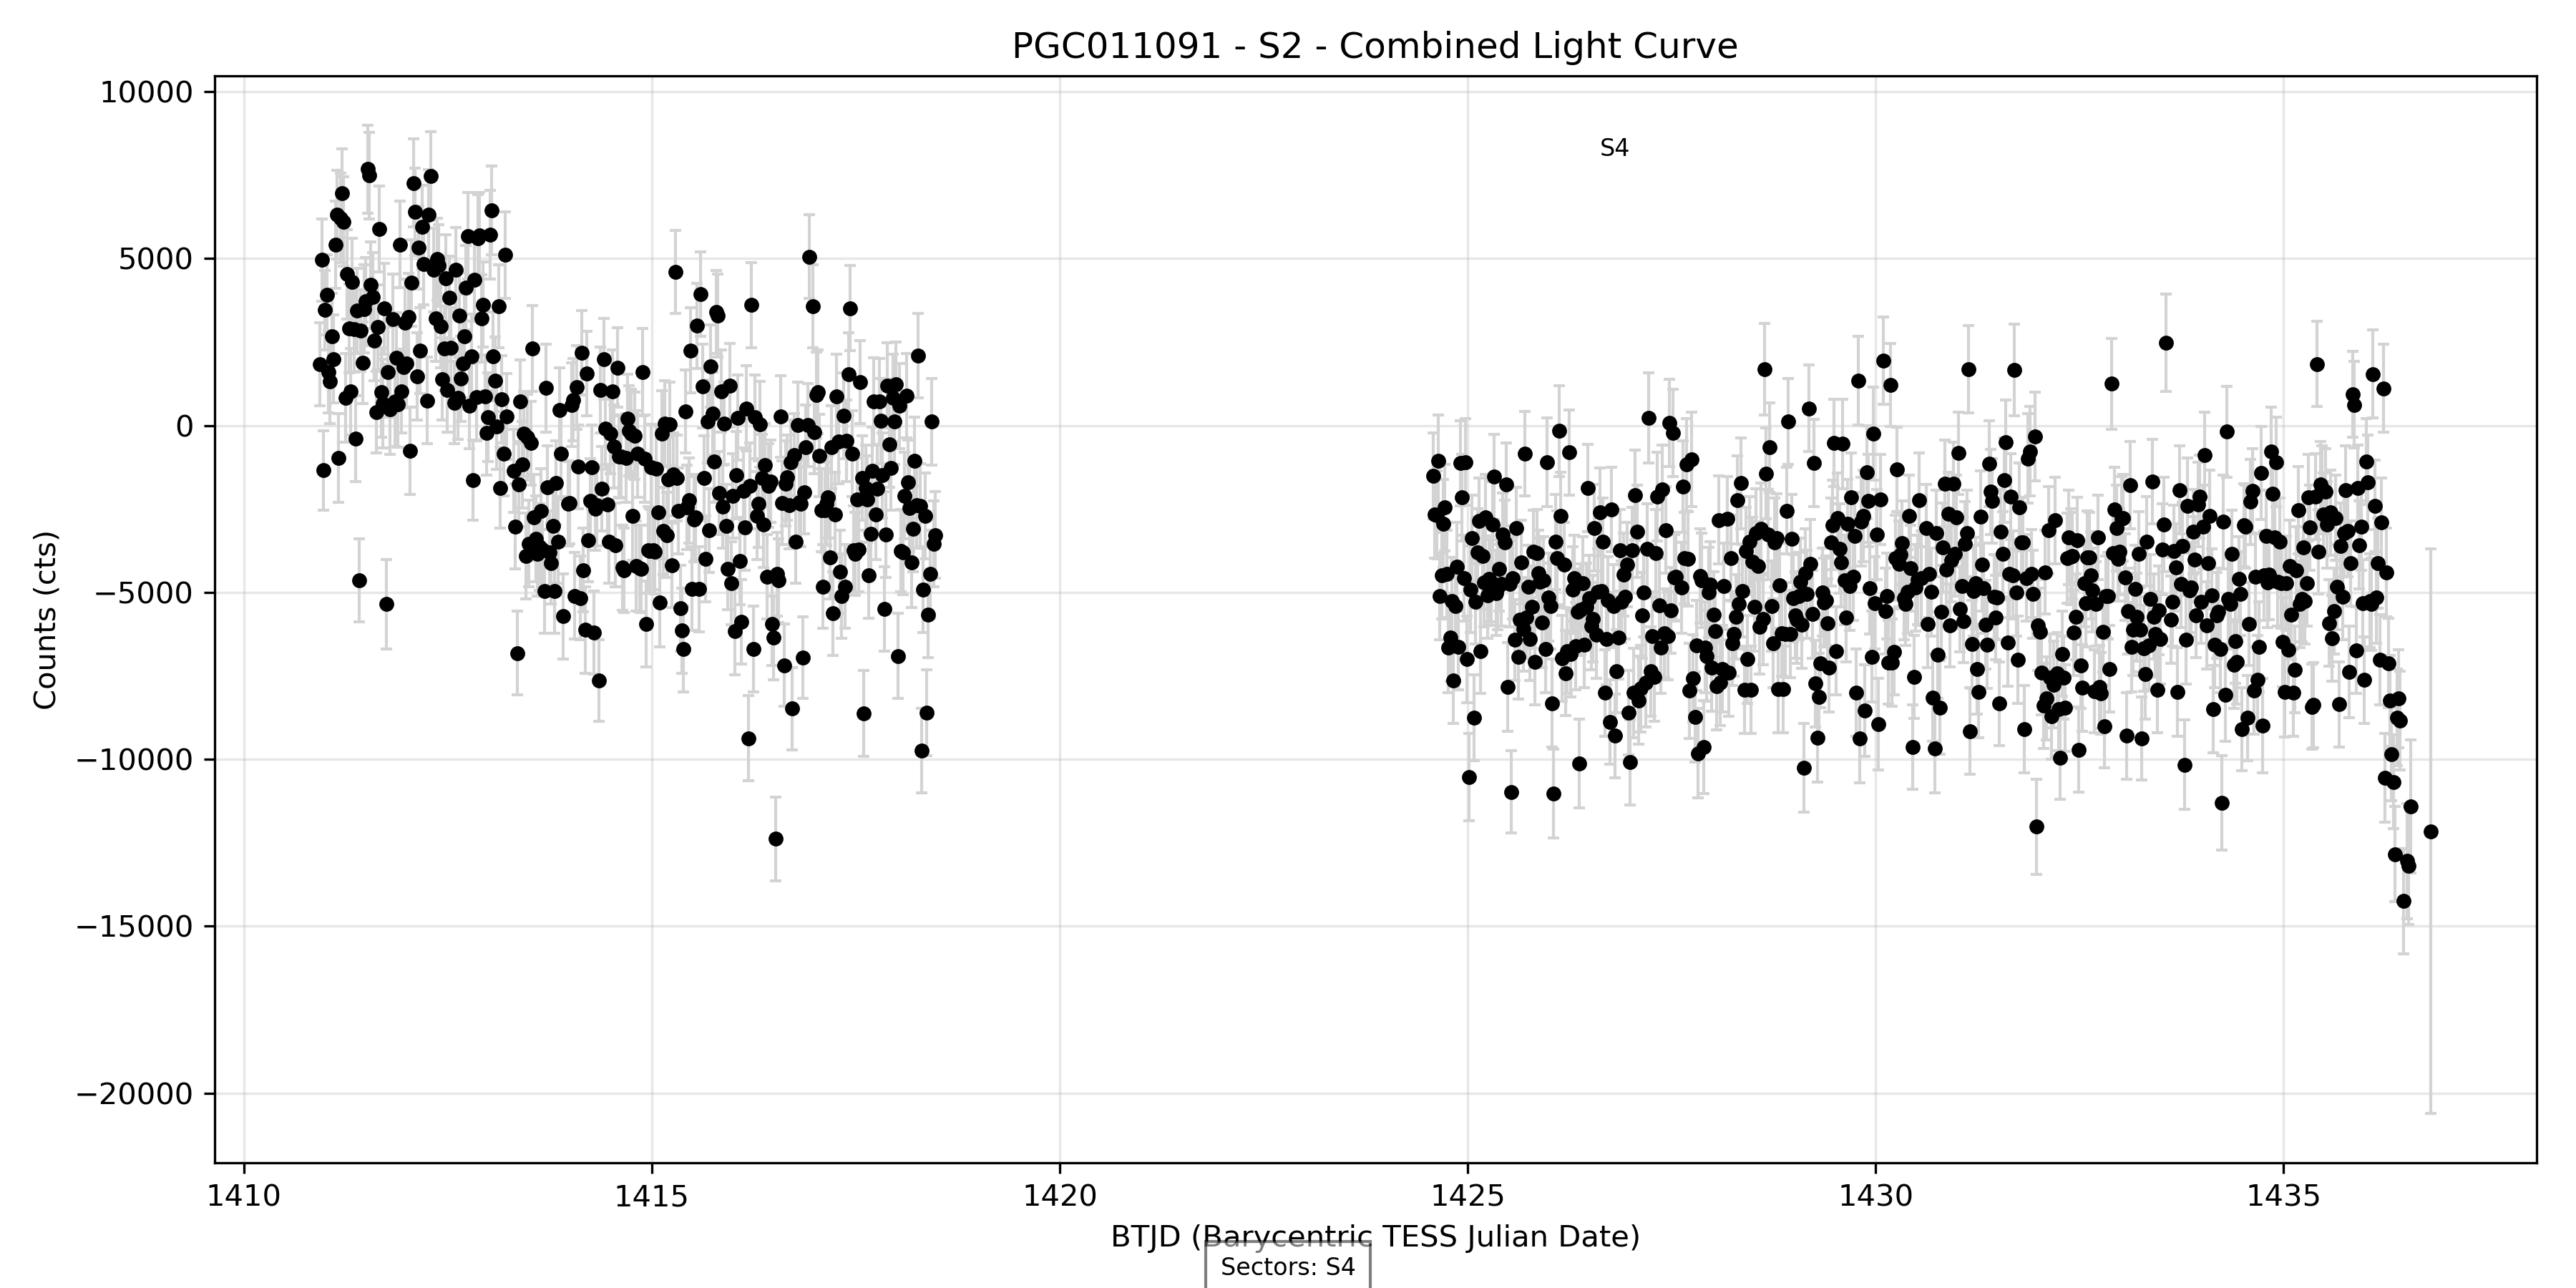 PGC011091 - S2 - Combined Light Curve
10000
5000
0
−5000
−10000
−15000
−20000
Counts (cts)
S4
1410
1415
1420
1425
1430
1435
BTJD (Barycentric TESS Julian Date)
Sectors: S4